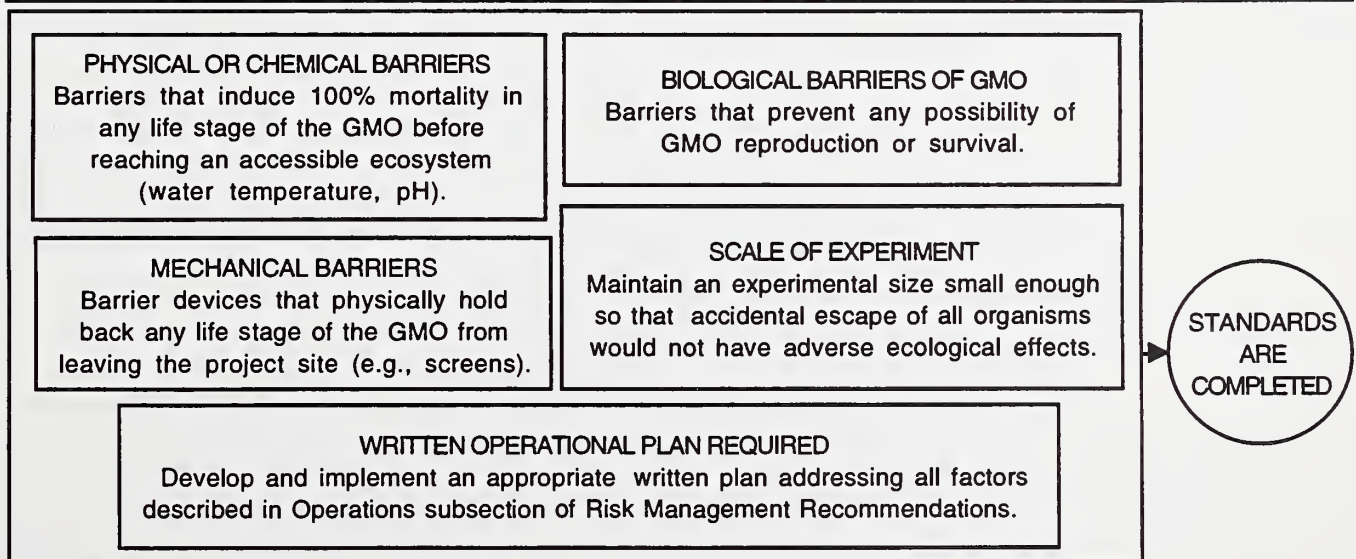 PHYSICAL OR CHEMICAL BARRIERS
Barriers that induce 100% mortality in
any life stage of the GMO before
reaching an accessible ecosystem
(water temperature, pH).
MECHANICAL BARRIERS
Barrier devices that physically hold
back any life stage of the GMO from
leaving the project site (e.g., screens).
BIOLOGICAL BARRIERS OF GMO
Barriers that prevent any possibility of
GMO reproduction or survival.
SCALE OF EXPERIMENT
Maintain an experimental size small enough
so that accidental escape of all organisms
would not have adverse ecological effects.
WRITTEN OPERATIONAL PLAN REQUIRED
Develop and implement an appropriate written plan addressing all factors
described in Operations subsection of Risk Management Recommendations.
STANDARDS
ARE
COMPLETED